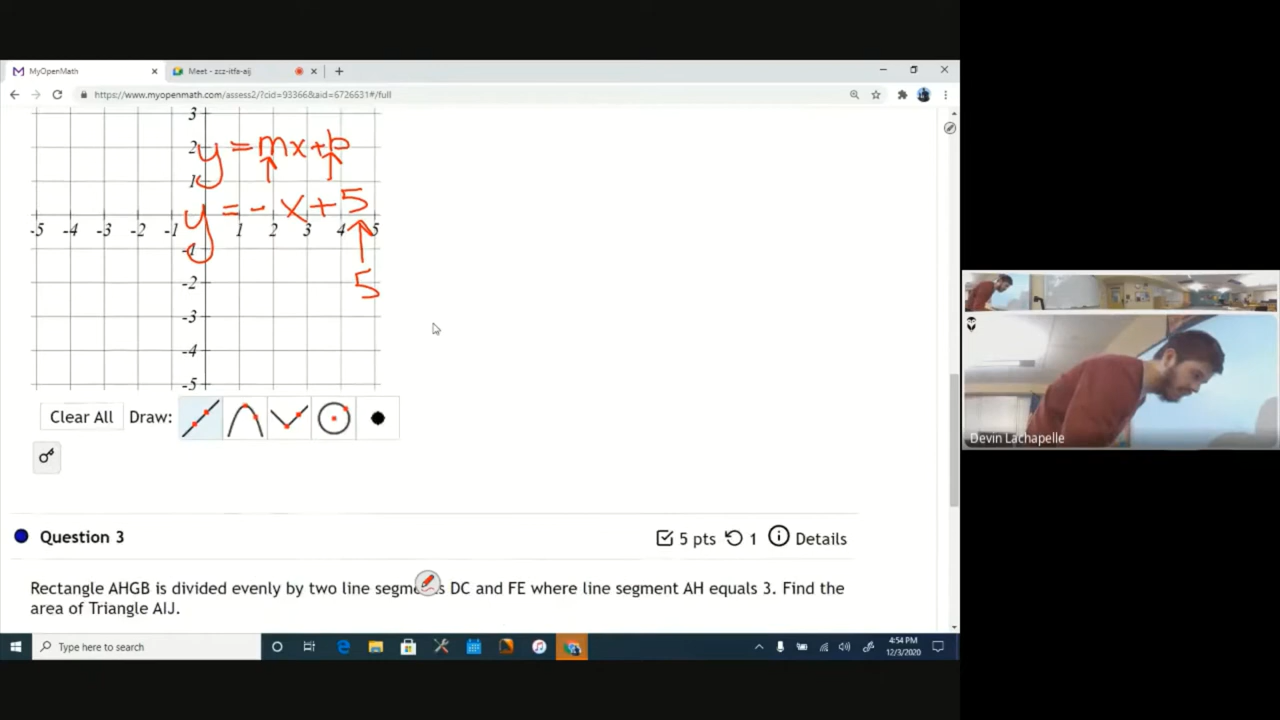 MyOpenMath
Meet - zcz-itfa-aij
https://www.myopenmath.com/assess2/?cid=93366&aid=6726631#/full
3
2
1
-5 -4 -3 -2 -1 1 2 3 4 5
-1
-2
-3
-4
-5
y = mx + b
y = - x + 5
5
Clear All Draw:
Question 3
5 pts 1 Details
Rectangle AHGB is divided evenly by two line segments DC and FE where line segment AH equals 3. Find the
area of Triangle AIJ.
Devin Lachapelle
Type here to search
4:54 PM
12/3/2020